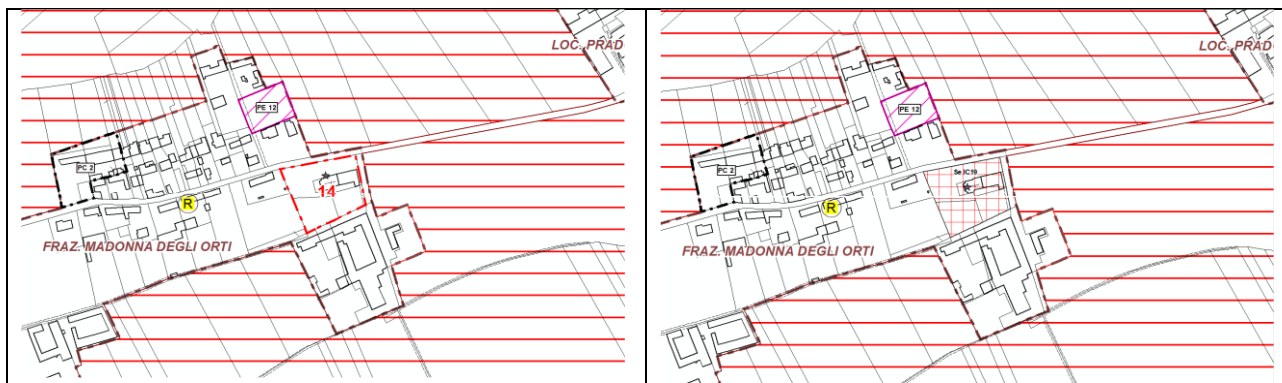 LOC. PRAD
PE 12
PC 2
14
R
FRAZ. MADONNA DEGLI ORTI
LOC. PRAD
PE 12
PC 2
Se IC19
R
FRAZ. MADONNA DEGLI ORTI